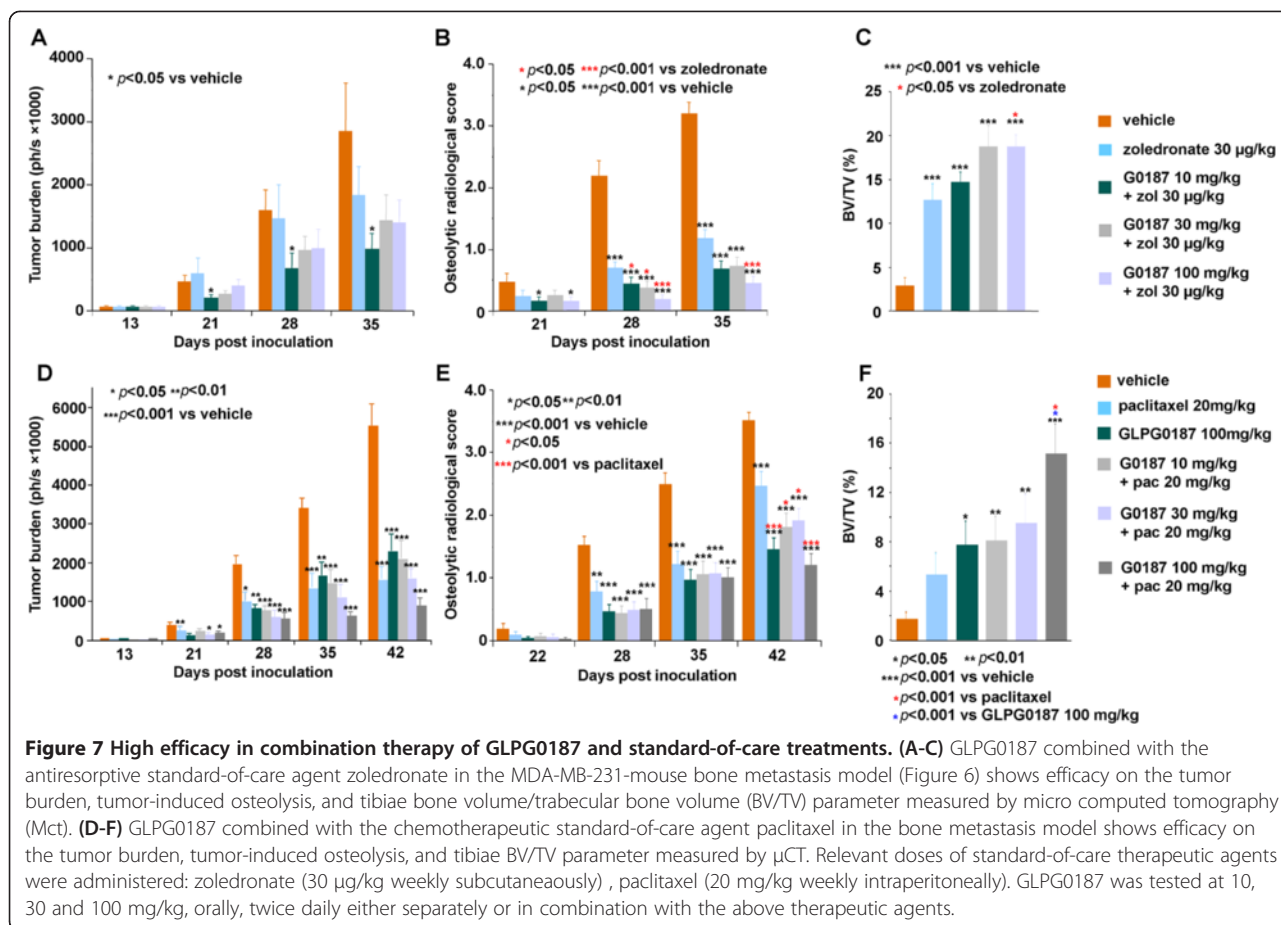 A
Tumor burden (ph/s ×1000)
4000
3000
2000
1000
0
* p<0.05 vs vehicle
13 21 28 35
Days post inoculation
B
Osteolytic radiological score
4.0
3.0
2.0
1.0
0.0
* p<0.05 ***p<0.001 vs zoledronate
* p<0.05 ***p<0.001 vs vehicle
21 28 35
Days post inoculation
C
*** p<0.001 vs vehicle
* p<0.05 vs zoledronate
BV/TV (%)
25
20
15
10
5
0
vehicle
zoledronate 30 µg/kg
G0187 10 mg/kg
+ zol 30 µg/kg
G0187 30 mg/kg
+ zol 30 µg/kg
G0187 100 mg/kg
+ zol 30 µg/kg
D
Tumor burden (ph/s ×1000)
6000
5000
4000
3000
2000
1000
0
* p<0.05 **p<0.01
***p<0.001 vs vehicle
13 21 28 35 42
Days post inoculation
E
Osteolytic radiological score
4.0
3.0
2.0
1.0
0
*p<0.05 **p<0.01
***p<0.001 vs vehicle
*p<0.05
***p<0.001 vs paclitaxel
22 28 35 42
Days post inoculation
F
BV/TV (%)
20
16
12
8
4
0
*p<0.05 ** p<0.01
***p<0.001 vs vehicle
*p<0.001 vs paclitaxel
*p<0.001 vs GLPG0187 100 mg/kg
vehicle
paclitaxel 20mg/kg
GLPG0187 100mg/kg
G0187 10 mg/kg
+ pac 20 mg/kg
G0187 30 mg/kg
+ pac 20 mg/kg
G0187 100 mg/kg
+ pac 20 mg/kg
Figure 7 High efficacy in combination therapy of GLPG0187 and standard-of-care treatments. (A-C) GLPG0187 combined with the
antiresorptive standard-of-care agent zoledronate in the MDA-MB-231-mouse bone metastasis model (Figure 6) shows efficacy on the tumor
burden, tumor-induced osteolysis, and tibiae bone volume/trabecular bone volume (BV/TV) parameter measured by micro computed tomography
(Mct). (D-F) GLPG0187 combined with the chemotherapeutic standard-of-care agent paclitaxel in the bone metastasis model shows efficacy on
the tumor burden, tumor-induced osteolysis, and tibiae BV/TV parameter measured by µCT. Relevant doses of standard-of-care therapeutic agents
were administered: zoledronate (30 µg/kg weekly subcutaneaously) , paclitaxel (20 mg/kg weekly intraperitoneally). GLPG0187 was tested at 10,
30 and 100 mg/kg, orally, twice daily either separately or in combination with the above therapeutic agents.